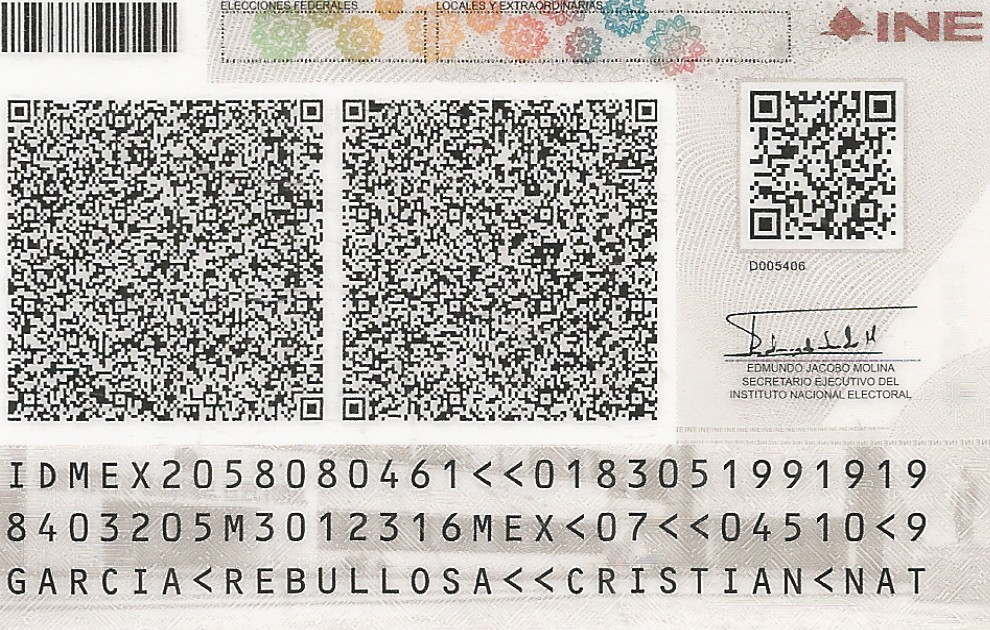 ELECCIONES FEDERALES
LOCALES Y EXTRAORDINARIAS
INE
D005406
EDMUNDO JACOBO MOLINA
SECRETARIO EJECUTIVO DEL
INSTITUTO NACIONAL ELECTORAL
IDMEX2058080461<<0183051991919
8403205M3012316MEX<07<<04510<9
GARCIA<REBULLOSA<<CRISTIAN<NAT